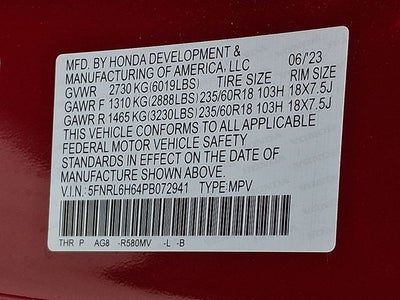 MFD. BY HONDA DEVELOPMENT &
MANUFACTURING OF AMERICA, LLC 06/'23
GVWR 2730 KG (6019LBS) TIRE SIZE RIM SIZE
GAWR F 1310 KG (2888LBS) 235/60R18 103H 18X7.5J
GAWR R 1465 KG (3230LBS) 235/60R18 103H 18X7.5J
THIS VEHICLE CONFORMS TO ALL APPLICABLE
FEDERAL MOTOR VEHICLE SAFETY
STANDARDS IN EFFECT ON THE DATE OF
MANUFACTURE SHOWN ABOVE.
V.I.N.: 5FNRL6H64PB072941 TYPE: MPV
THR P AG8 -R580MV -L -B